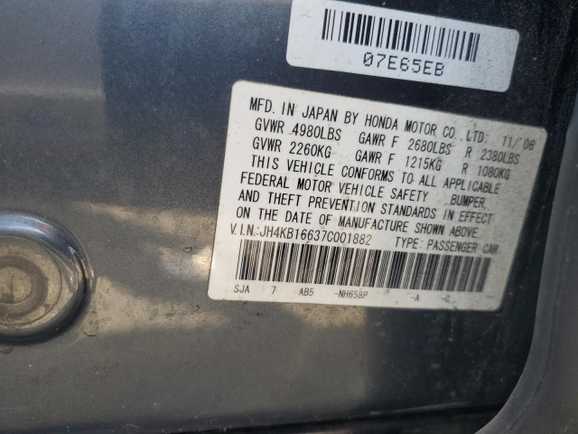 07E65EB
MFD. IN JAPAN BY HONDA MOTOR CO., LTD. 11/06
GVWR 4980LBS GAWR F 2680LBS R 2380LBS
GVWR 2260KG GAWR F 1215KG R 1080KG
THIS VEHICLE CONFORMS TO ALL APPLICABLE
FEDERAL MOTOR VEHICLE SAFETY, BUMPER,
AND THEFT PREVENTION STANDARDS IN EFFECT
ON THE DATE OF MANUFACTURE SHOWN ABOVE.
V.I.N.:JH4KB16637C001882 TYPE: PASSENGER CAR
SJA 7 AB5 -NH658P -A